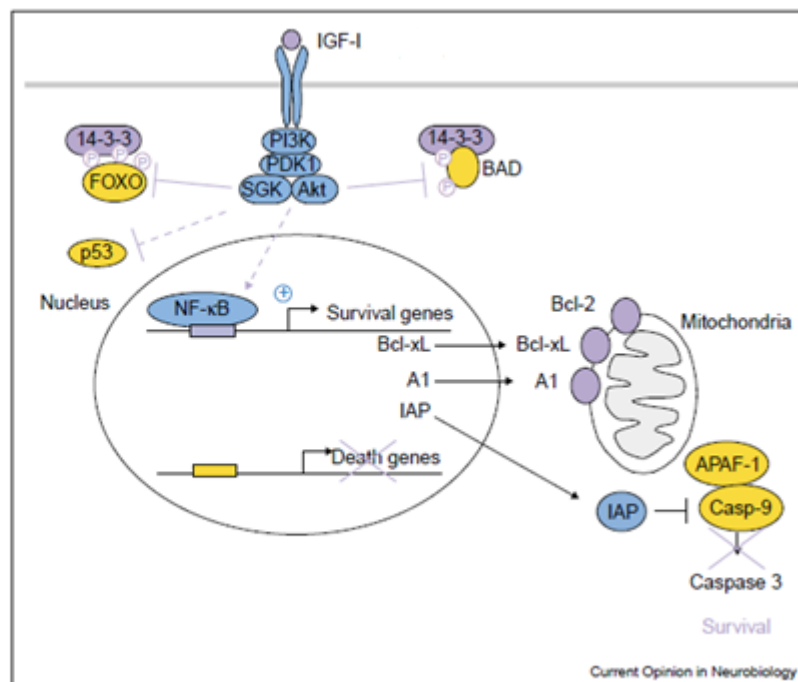 IGF-I
14-3-3
P P P
FOXO
PI3K
PDK1
SGK Akt
14-3-3
P
BAD
P
p53
Nucleus
NF-κB
+
Survival genes
Bcl-xL
A1
IAP
Death genes
Bcl-2
Mitochondria
Bcl-xL
A1
APAF-1
Casp-9
IAP
Caspase 3
Survival
Current Opinion in Neurobiology